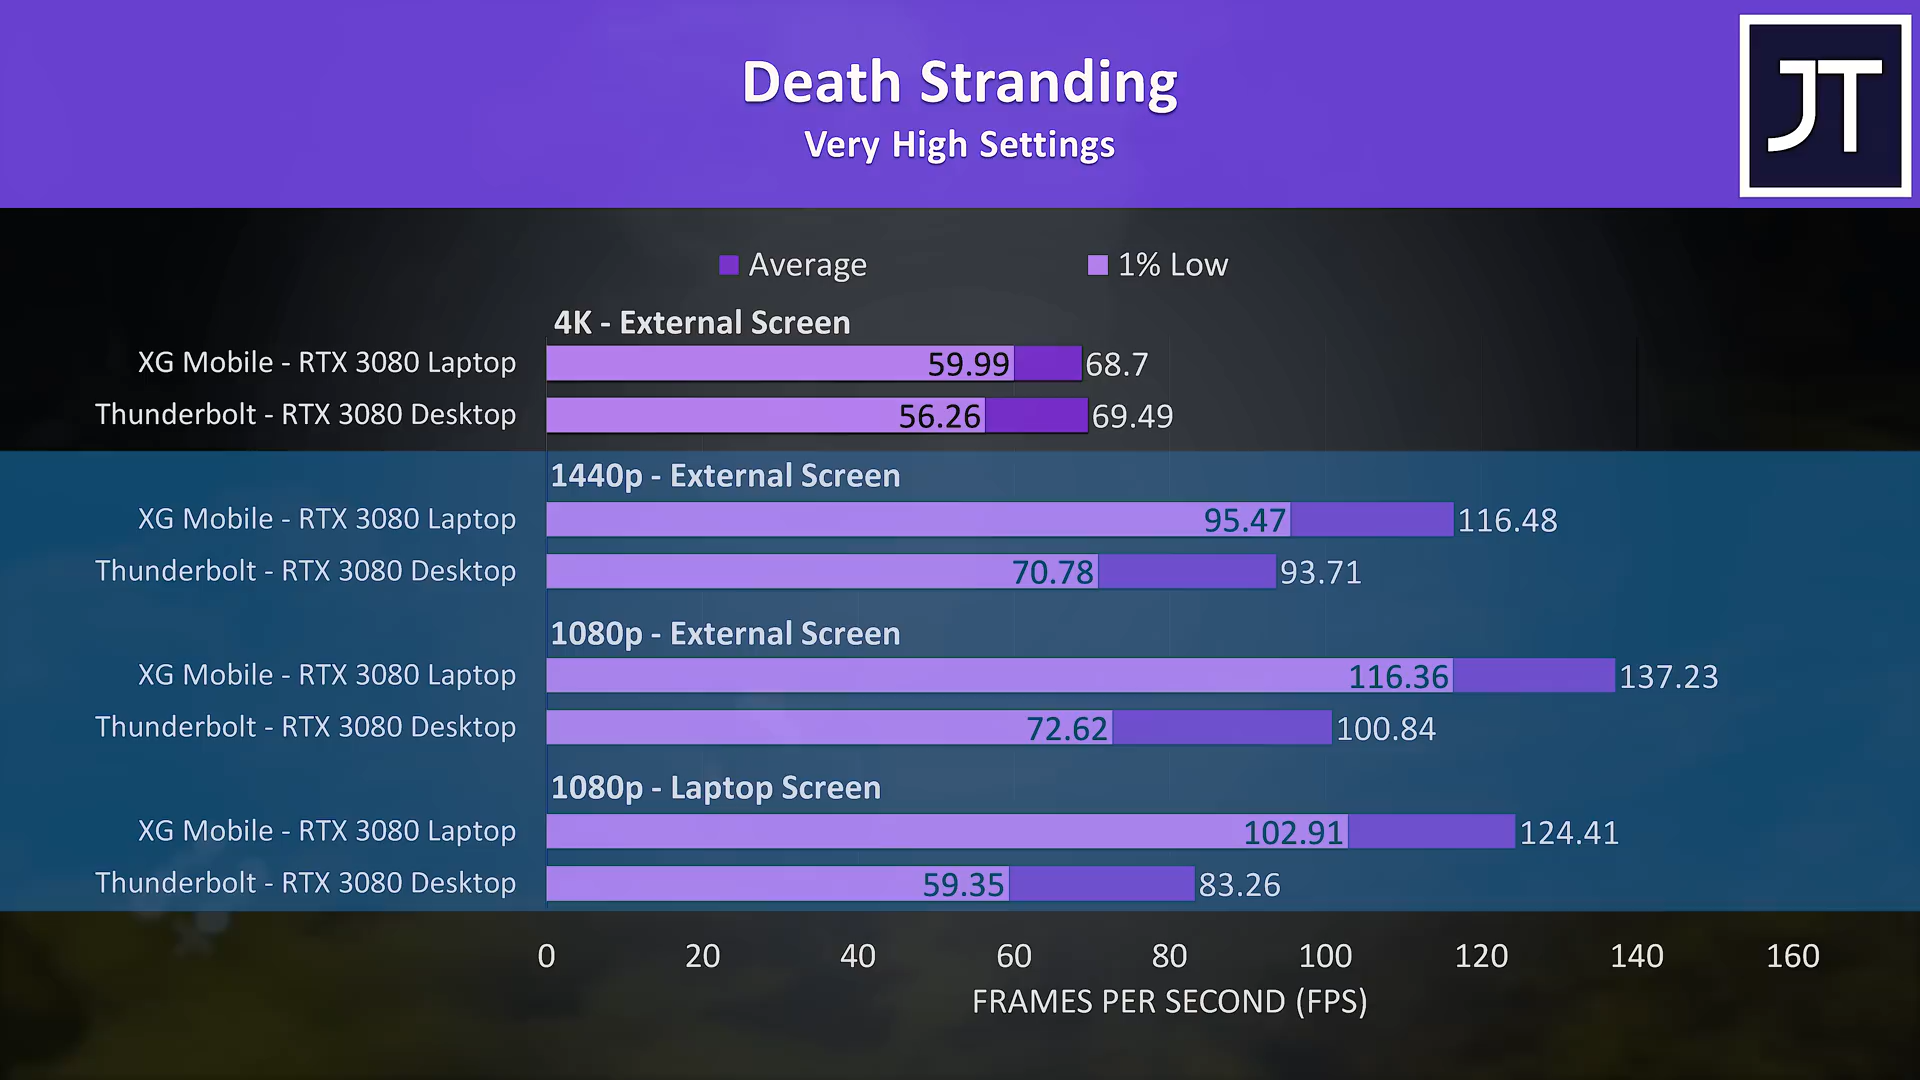 Death Stranding
Very High Settings
JT
Average
1% Low
4K - External Screen
XG Mobile - RTX 3080 Laptop 59.99 68.7
Thunderbolt - RTX 3080 Desktop 56.26 69.49
1440p - External Screen
XG Mobile - RTX 3080 Laptop 95.47 116.48
Thunderbolt - RTX 3080 Desktop 70.78 93.71
1080p - External Screen
XG Mobile - RTX 3080 Laptop 116.36 137.23
Thunderbolt - RTX 3080 Desktop 72.62 100.84
1080p - Laptop Screen
XG Mobile - RTX 3080 Laptop 102.91 124.41
Thunderbolt - RTX 3080 Desktop 59.35 83.26
0 20 40 60 80 100 120 140 160
FRAMES PER SECOND (FPS)